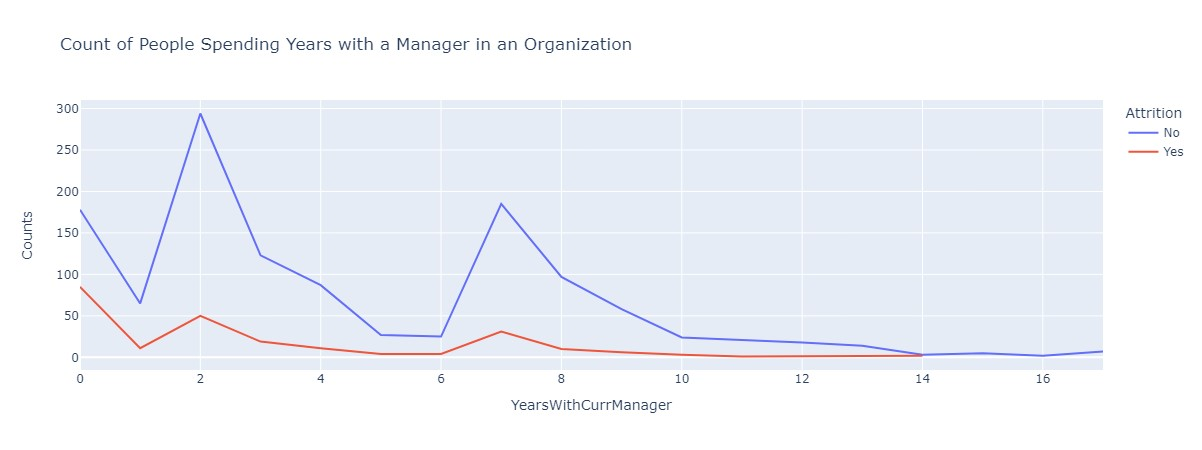 Count of People Spending Years with a Manager in an Organization
Attrition
No
Yes
Counts
300
250
200
150
100
50
0
0 2 4 6 8 10 12 14 16
YearsWithCurrManager